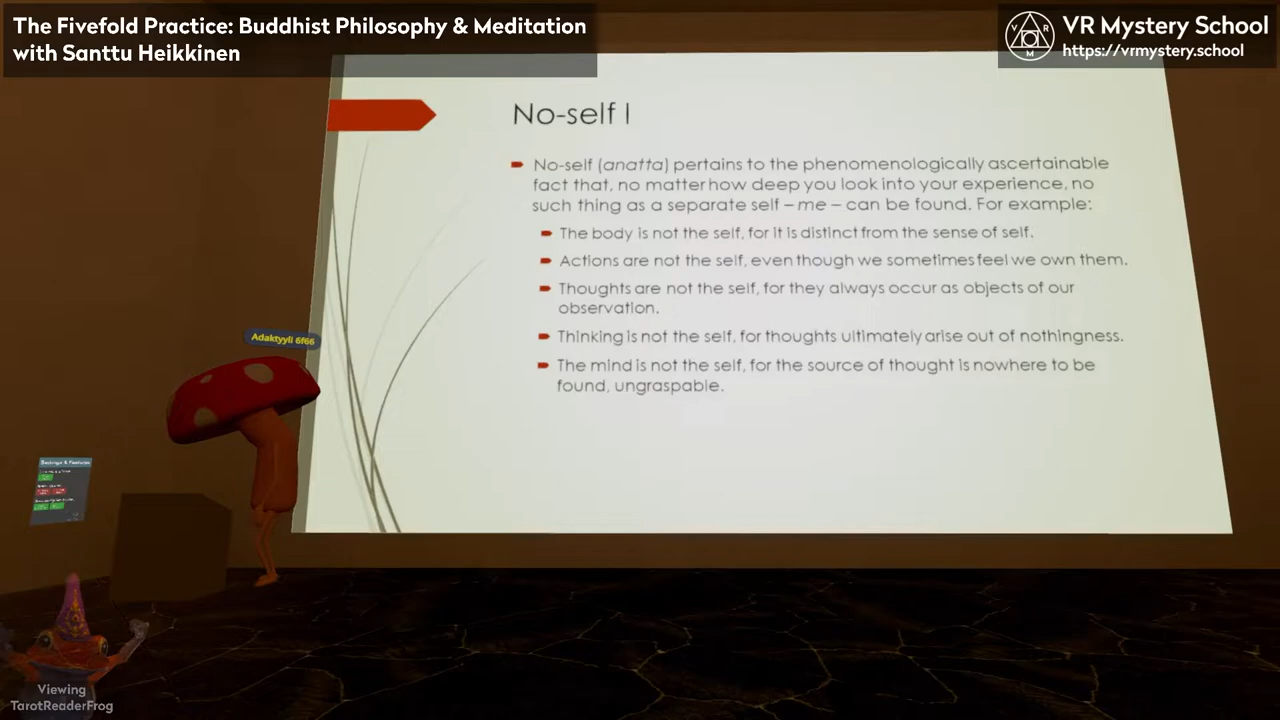 The Fivefold Practice: Buddhist Philosophy & Meditation
with Santtu Heikkinen
V R
M
VR Mystery School
https://vrmystery.school
No-self I
No-self (anatta) pertains to the phenomenologically ascertainable
fact that, no matter how deep you look into your experience, no
such thing as a separate self – me – can be found. For example:
The body is not the self, for it is distinct from the sense of self.
Actions are not the self, even though we sometimes feel we own them.
Thoughts are not the self, for they always occur as objects of our
observation.
Thinking is not the self, for thoughts ultimately arise out of nothingness.
The mind is not the self, for the source of thought is nowhere to be
found, ungraspable.
Adaktyyli 6f66
Viewing
TarotReaderFrog